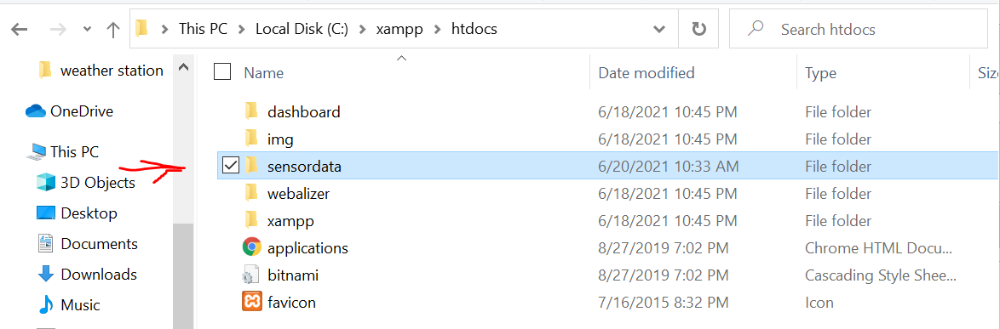 This PC > Local Disk (C:) > xampp > htdocs
Search htdocs
weather station
OneDrive
This PC
3D Objects
Desktop
Documents
Downloads
Music
Name Date modified Type Siz
dashboard 6/18/2021 10:45 PM File folder
img 6/18/2021 10:45 PM File folder
sensordata 6/20/2021 10:33 AM File folder
webalizer 6/18/2021 10:45 PM File folder
xampp 6/18/2021 10:45 PM File folder
applications 8/27/2019 7:02 PM Chrome HTML Docu...
bitnami 8/27/2019 7:02 PM Cascading Style Shee...
favicon 7/16/2015 8:32 PM Icon